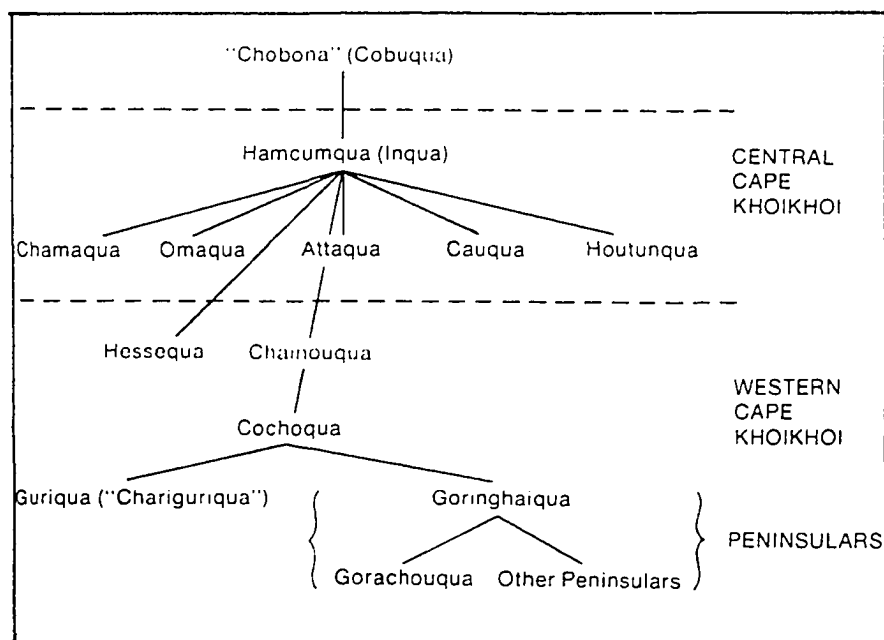 "Chobona" (Cobuqua)
Hamcumqua (Inqua)
CENTRAL
CAPE
KHOIKHOI
Chamaqua Omaqua Attaqua Cauqua Houtunqua
Hessequa Chainouqua
WESTERN
CAPE
KHOIKHOI
Cochoqua
Guriqua ("Chariguriqua") Goringhaiqua
PENINSULARS
Gorachouqua Other Peninsulars